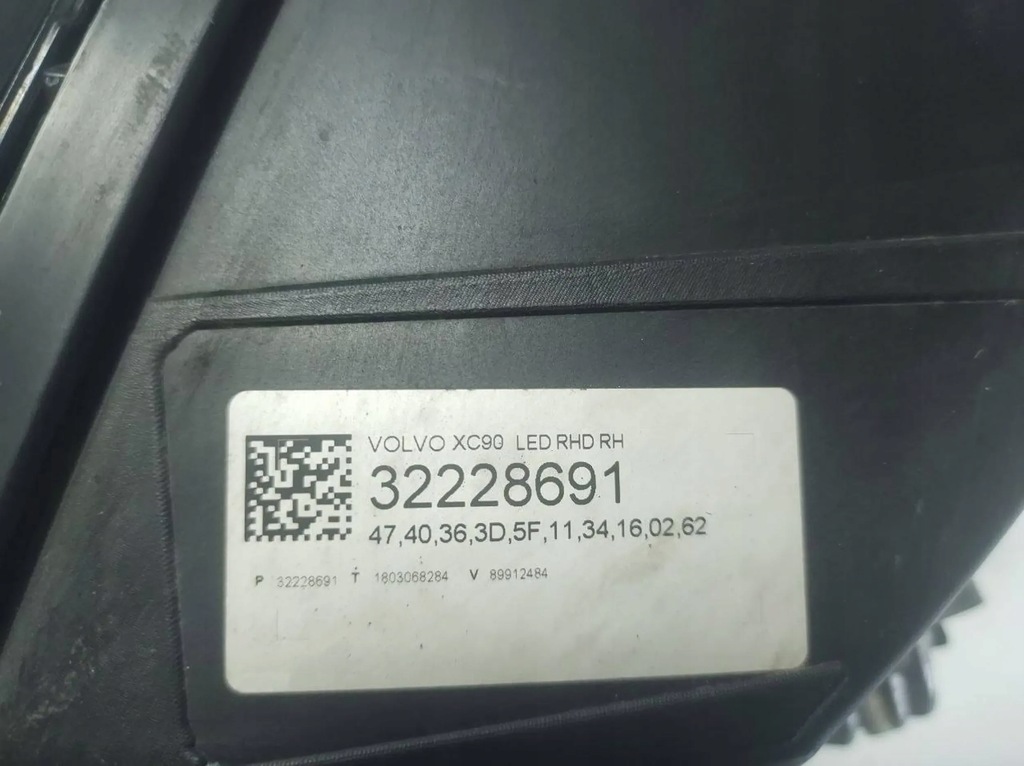 VOLVO XC90 LED RHD RH
32228691
47,40,36,3D,5F,11,34,16,02,62
P 32228691 T 1803068284 V 89912484